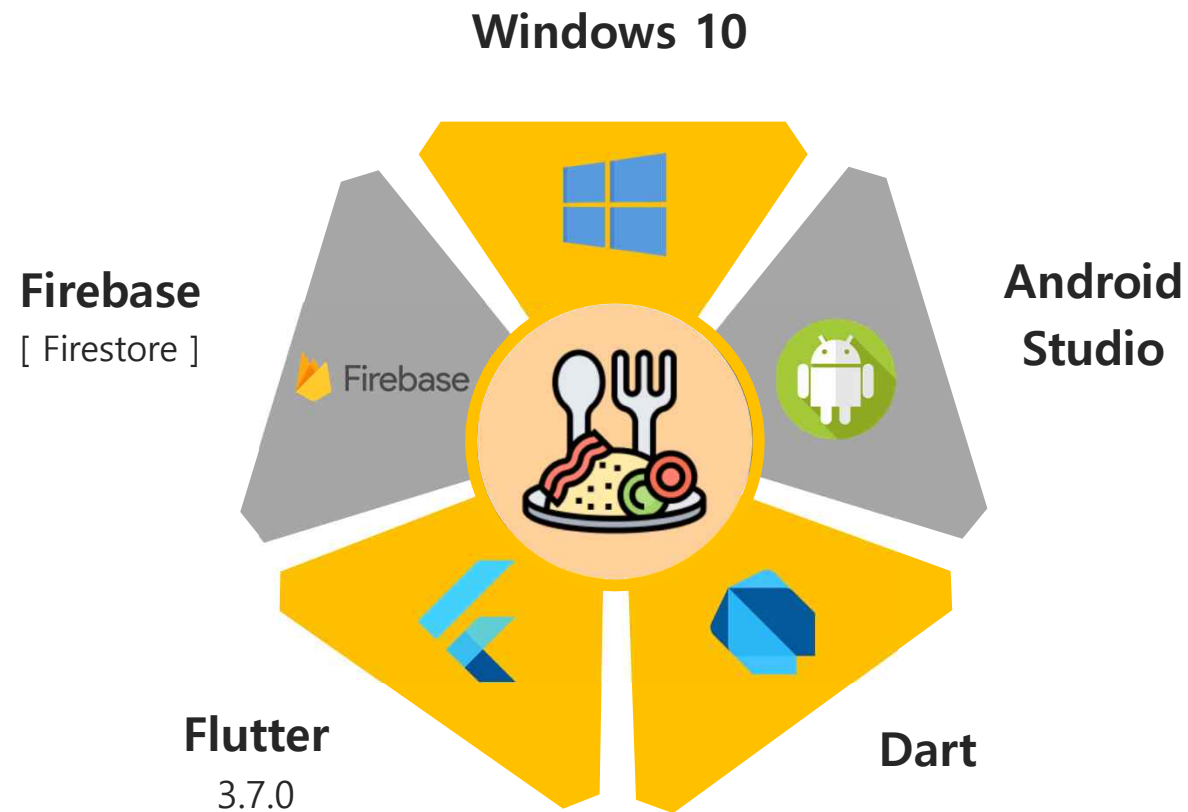 Windows 10
Firebase
[ Firestore ]
Firebase
Android
Studio
Flutter
3.7.0
Dart